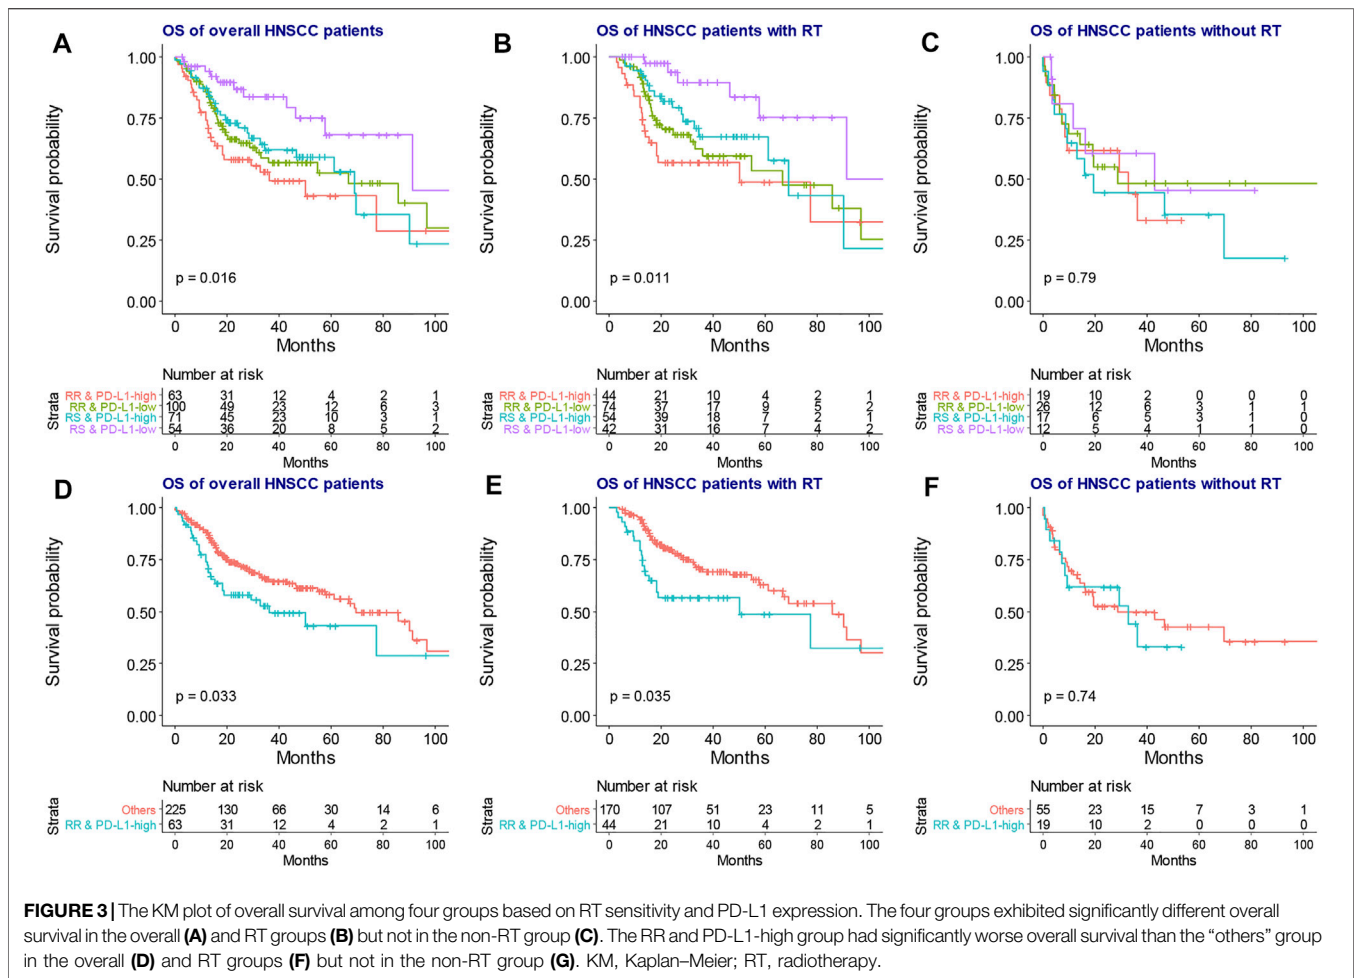 A
OS of overall HNSCC patients
Survival probability
1.00
0.75
0.50
0.25
0.00
p = 0.016
0 20 40 60 80 100
Months
Number at risk
Strata
RR & PD-L1-high 63 31 12 4 2 1
RR & PD-L1-low 100 49 23 12 6 3
RS & PD-L1-high 71 45 23 10 3 1
RS & PD-L1-low 54 36 20 8 5 2
0 20 40 60 80 100
Months
B
OS of HNSCC patients with RT
Survival probability
1.00
0.75
0.50
0.25
0.00
p = 0.011
0 20 40 60 80 100
Months
Number at risk
Strata
RR & PD-L1-high 44 21 10 4 2 1
RR & PD-L1-low 74 37 17 9 5 2
RS & PD-L1-high 54 39 18 7 2 1
RS & PD-L1-low 42 31 16 7 4 2
0 20 40 60 80 100
Months
C
OS of HNSCC patients without RT
Survival probability
1.00
0.75
0.50
0.25
0.00
p = 0.79
0 20 40 60 80 100
Months
Number at risk
Strata
RR & PD-L1-high 19 10 2 0 0 0
RR & PD-L1-low 26 12 6 3 1 1
RS & PD-L1-high 17 6 5 3 1 0
RS & PD-L1-low 12 5 4 1 1 0
0 20 40 60 80 100
Months
D
OS of overall HNSCC patients
Survival probability
1.00
0.75
0.50
0.25
0.00
p = 0.033
0 20 40 60 80 100
Months
Number at risk
Strata
Others 225 130 66 30 14 6
RR & PD-L1-high 63 31 12 4 2 1
0 20 40 60 80 100
Months
E
OS of HNSCC patients with RT
Survival probability
1.00
0.75
0.50
0.25
0.00
p = 0.035
0 20 40 60 80 100
Months
Number at risk
Strata
Others 170 107 51 23 11 5
RR & PD-L1-high 44 21 10 4 2 1
0 20 40 60 80 100
Months
F
OS of HNSCC patients without RT
Survival probability
1.00
0.75
0.50
0.25
0.00
p = 0.74
0 20 40 60 80 100
Months
Number at risk
Strata
Others 55 23 15 7 3 1
RR & PD-L1-high 19 10 2 0 0 0
0 20 40 60 80 100
Months
FIGURE 3 | The KM plot of overall survival among four groups based on RT sensitivity and PD-L1 expression. The four groups exhibited significantly different overall
survival in the overall (A) and RT groups (B) but not in the non-RT group (C). The RR and PD-L1-high group had significantly worse overall survival than the “others” group
in the overall (D) and RT groups (F) but not in the non-RT group (G). KM, Kaplan–Meier; RT, radiotherapy.